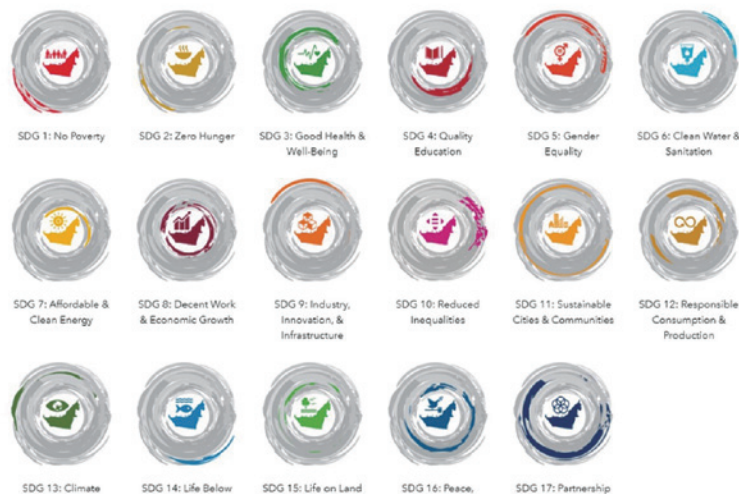 SDG 1: No Poverty
SDG 2: Zero Hunger
SDG 3: Good Health &
Well-Being
SDG 4: Quality
Education
SDG 5: Gender
Equality
SDG 6: Clean Water &
Sanitation
SDG 7: Affordable &
Clean Energy
SDG 8: Decent Work
& Economic Growth
SDG 9: Industry,
Innovation, &
Infrastructure
SDG 10: Reduced
Inequalities
SDG 11: Sustainable
Cities & Communities
SDG 12: Responsible
Consumption &
Production
SDG 13: Climate
SDG 14: Life Below
SDG 15: Life on Land
SDG 16: Peace,
SDG 17: Partnership